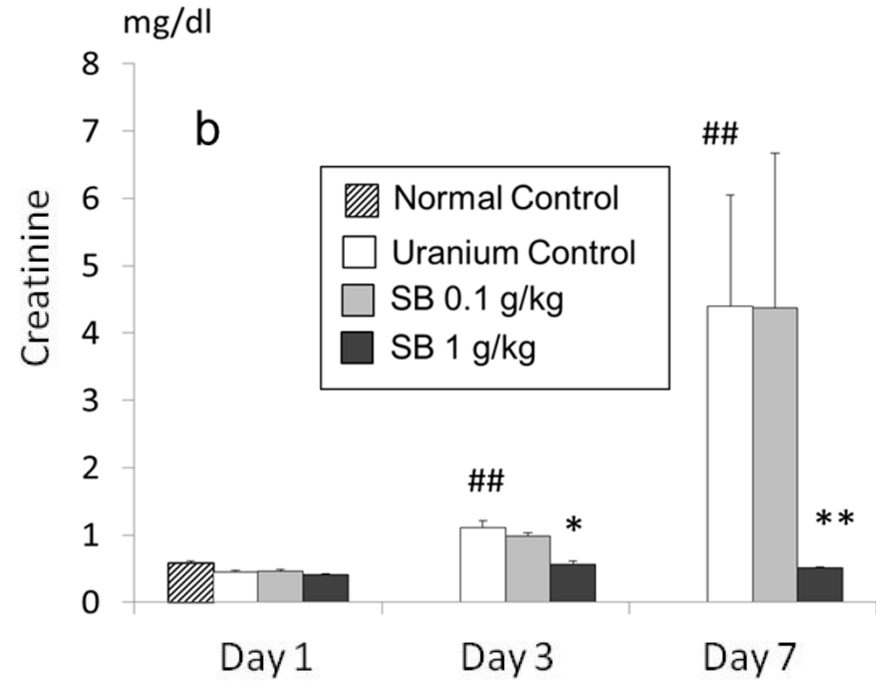 mg/dl
8
7
6
5
4
3
2
1
0
Creatinine
b
Normal Control
Uranium Control
SB 0.1 g/kg
SB 1 g/kg
##
*
##
**
Day 1
Day 3
Day 7